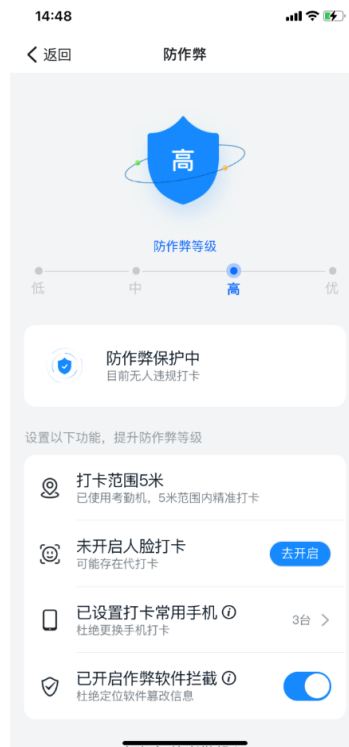 14:48
返回
防作弊
高
防作弊等级
低 中 高 优
防作弊保护中
目前无人违规打卡
设置以下功能，提升防作弊等级
打卡范围5米
已使用考勤机，5米范围内精准打卡
未开启人脸打卡
可能存在代打卡
去开启
已设置打卡常用手机
杜绝更换手机打卡
3台
已开启作弊软件拦截
杜绝定位软件篡改信息